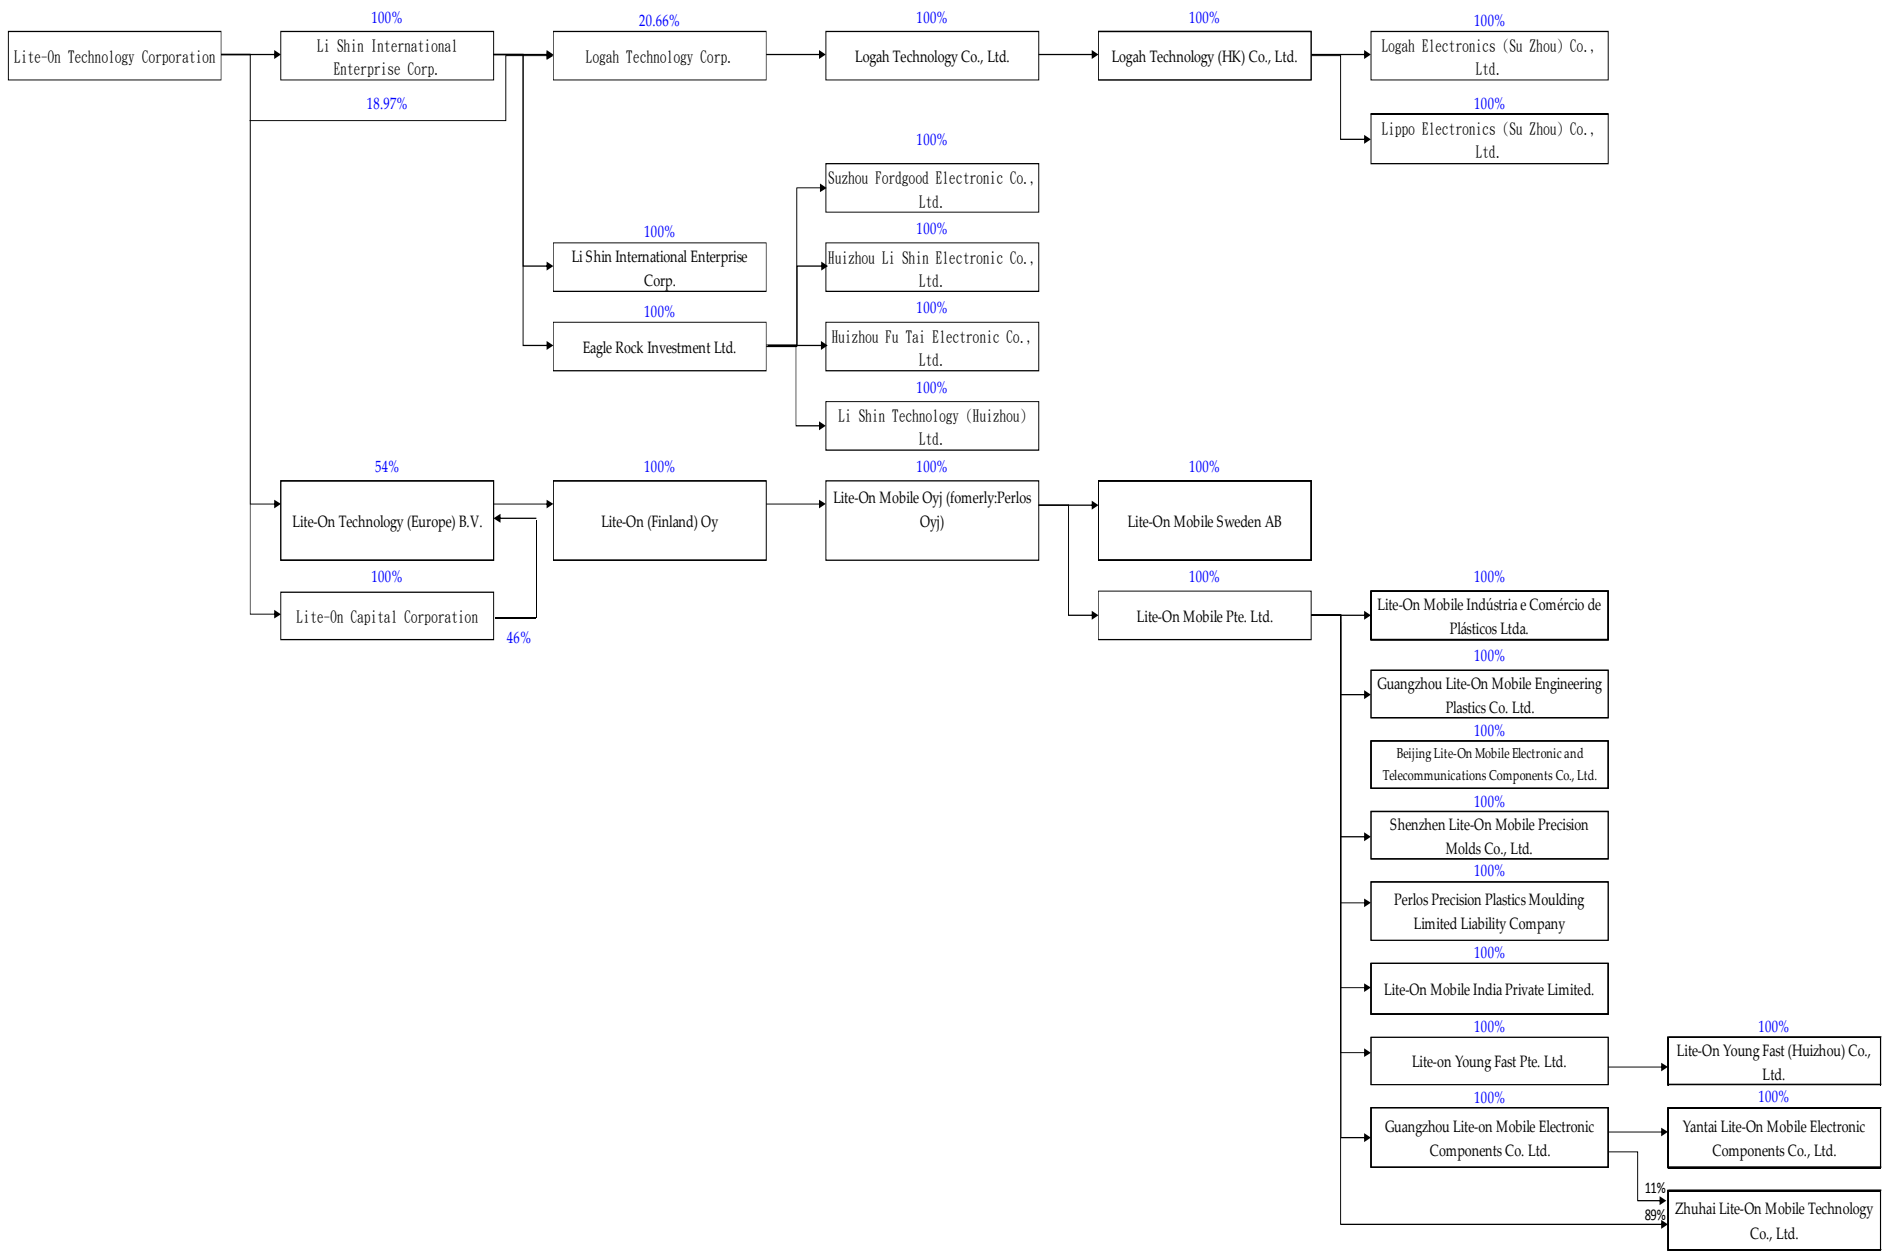 100%
20.66%
100%
100%
100%
Lite-On Technology Corporation
Li Shin International
Enterprise Corp.
Logah Technology Corp.
Logah Technology Co., Ltd.
Logah Technology (HK) Co., Ltd.
Logah Electronics (Su Zhou) Co.,
Ltd.
18.97%
100%
Lippo Electronics (Su Zhou) Co.,
Ltd.
100%
Suzhou Fordgood Electronic Co.,
Ltd.
100%
Li Shin International Enterprise
Corp.
100%
Huizhou Li Shin Electronic Co.,
Ltd.
100%
Eagle Rock Investment Ltd.
100%
Huizhou Fu Tai Electronic Co.,
Ltd.
100%
Li Shin Technology (Huizhou)
Ltd.
54%
100%
100%
100%
Lite-On Technology (Europe) B.V.
Lite-On (Finland) Oy
Lite-On Mobile Oyj (fomerly:Perlos
Oyj)
Lite-On Mobile Sweden AB
100%
Lite-On Capital Corporation
46%
100%
Lite-On Mobile Pte. Ltd.
100%
Lite-On Mobile Indústria e Comércio de
Plásticos Ltda.
100%
Guangzhou Lite-On Mobile Engineering
Plastics Co. Ltd.
100%
Beijing Lite-On Mobile Electronic and
Telecommunications Components Co., Ltd.
100%
Shenzhen Lite-On Mobile Precision
Molds Co., Ltd.
100%
Perlos Precision Plastics Moulding
Limited Liability Company
100%
Lite-On Mobile India Private Limited.
100%
Lite-on Young Fast Pte. Ltd.
100%
Lite-On Young Fast (Huizhou) Co.,
Ltd.
100%
Guangzhou Lite-on Mobile Electronic
Components Co. Ltd.
100%
Yantai Lite-On Mobile Electronic
Components Co., Ltd.
11%
89%
Zhuhai Lite-On Mobile Technology
Co., Ltd.